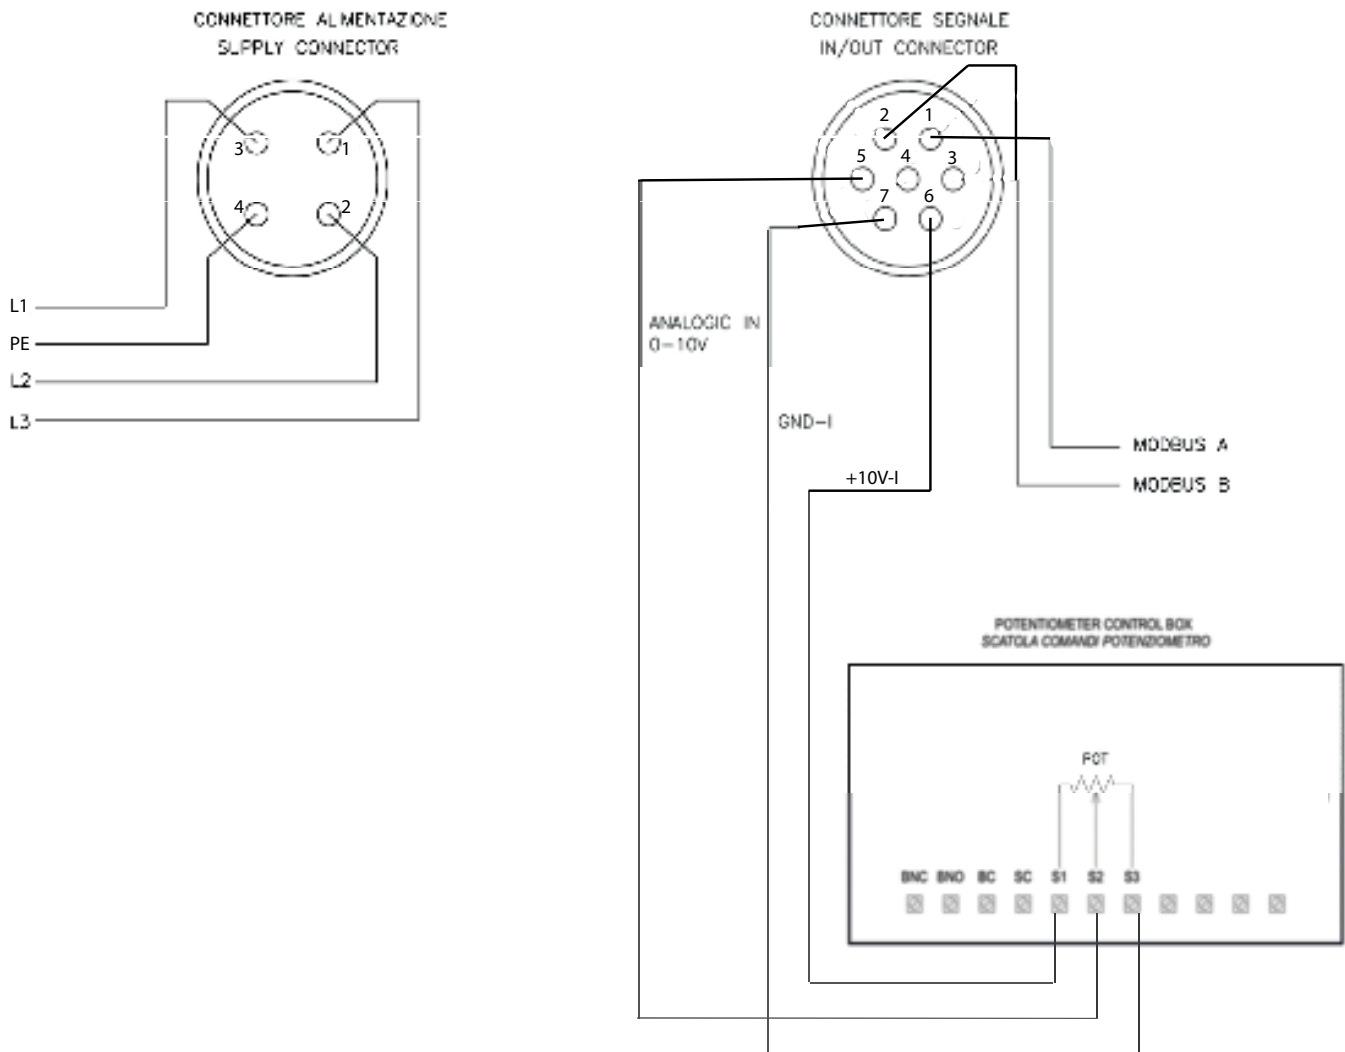 CONNETTORE ALIMENTAZIONE
SUPPLY CONNECTOR
3
1
4
2
L1
PE
L2
L3
CONNETTORE SEGNALE
IN/OUT CONNECTOR
2 1
5 4 3
7 6
ANALOGIC IN
0-10V
GND-I
+10V-I
MODBUS A
MODBUS B
POTENTIOMETER CONTROL BOX
SCATOLA COMANDI POTENZIOMETRO
POT
BNC BNO BC SC S1 S2 S3